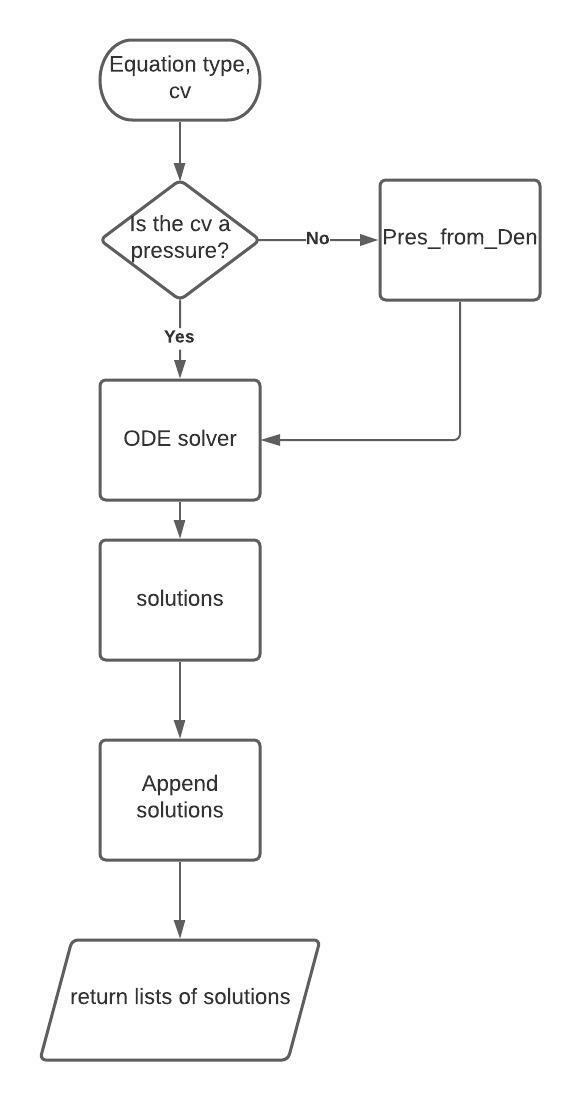 Equation type,
cv
Is the cv a
pressure?
No
Pres_from_Den
Yes
ODE solver
solutions
Append
solutions
return lists of solutions